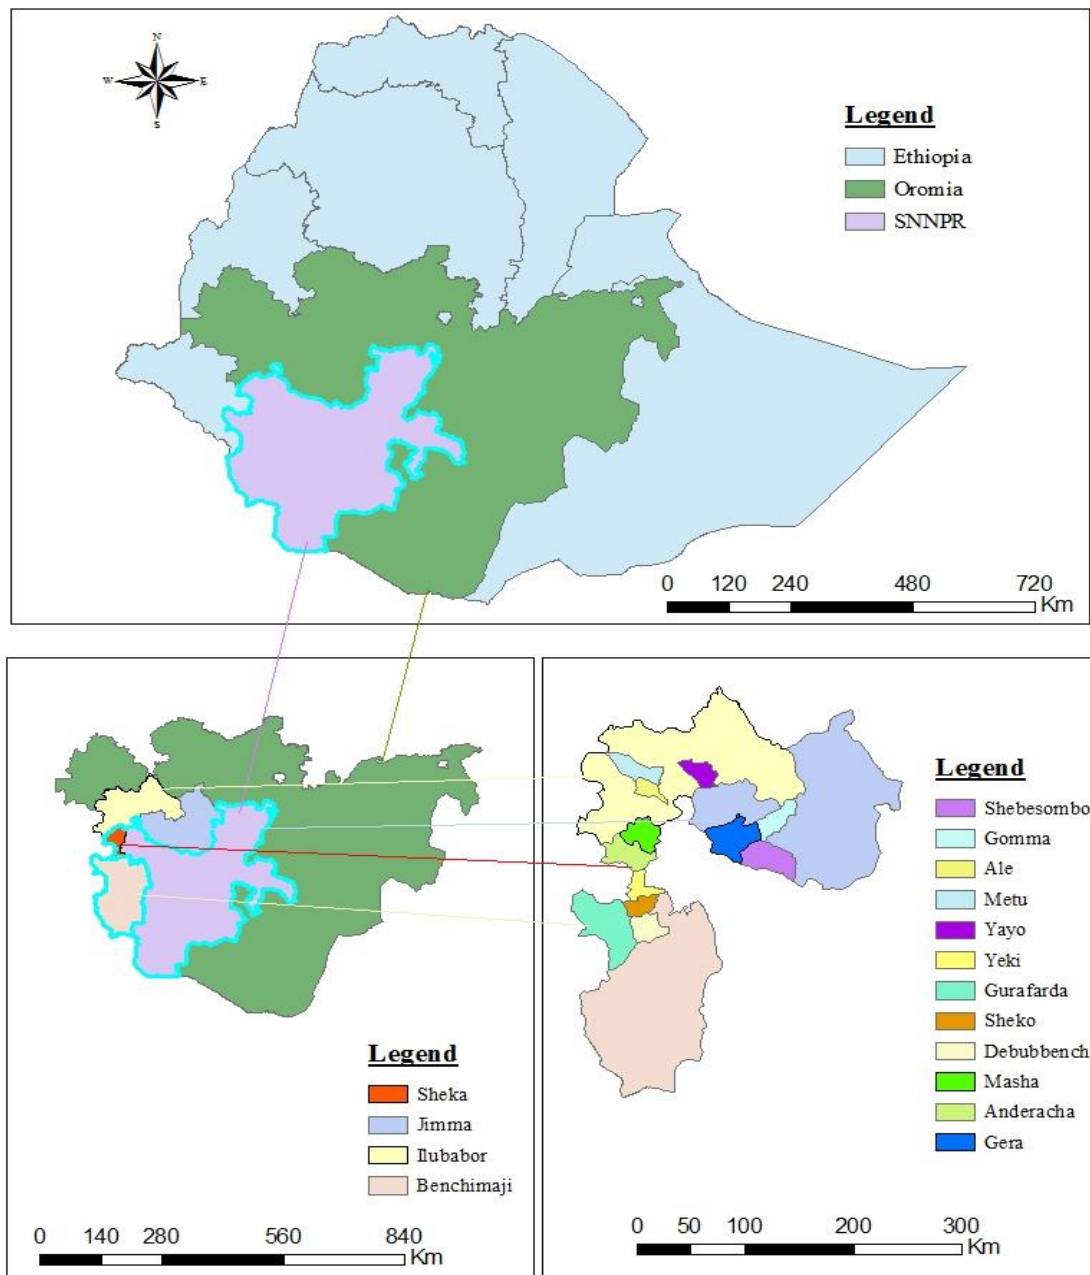 N
W E
S
Legend
Ethiopia
Oromia
SNNPR
0 120 240 480 720
Km
Legend
Sheka
Jimma
Ilubabor
Benchimaji
0 140 280 560 840
Km
Legend
Shebesombo
Gomma
Ale
Metu
Yayo
Yeki
Gurafarda
Sheko
Debubbench
Masha
Anderacha
Gera
0 50 100 200 300
Km